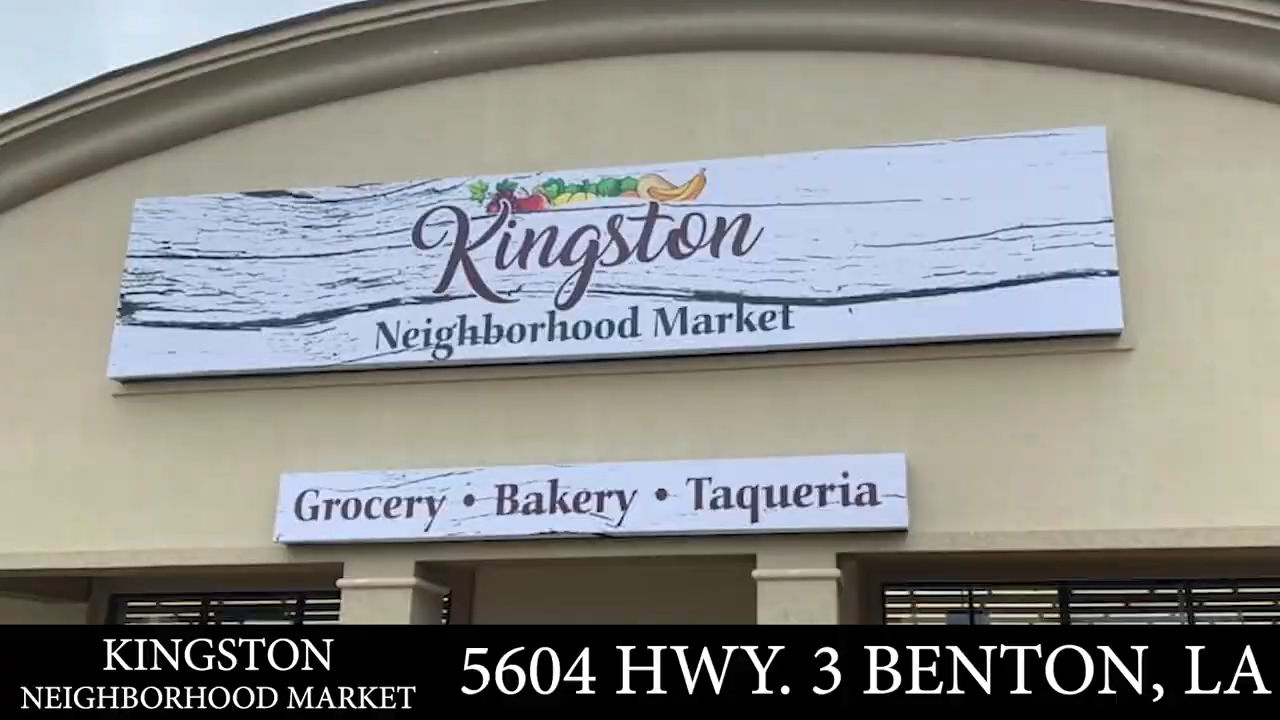 Kingston
Neighborhood Market
Grocery • Bakery • Taqueria
KINGSTON
NEIGHBORHOOD MARKET
5604 HWY. 3 BENTON, LA